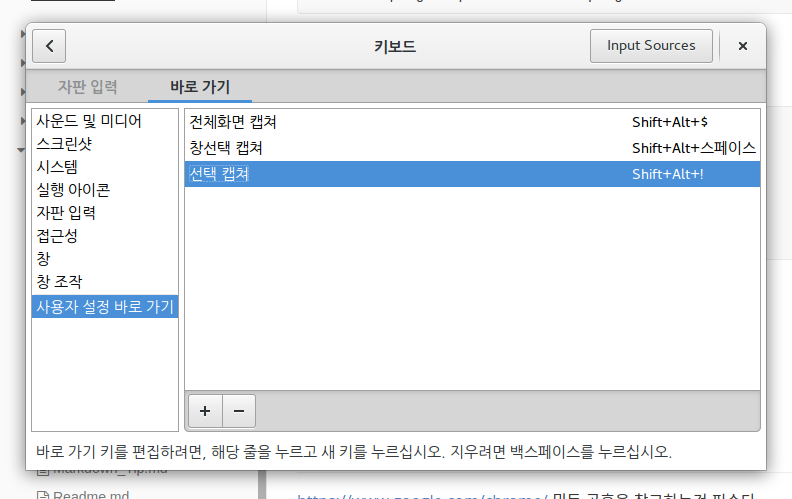 키보드
Input Sources
자판 입력
바로 가기
사운드 및 미디어
스크린샷
시스템
실행 아이콘
자판 입력
접근성
창
창 조작
사용자 설정 바로 가기
전체화면 캡쳐 Shift+Alt+$
창선택 캡쳐 Shift+Alt+스페이스
선택 캡쳐 Shift+Alt+!
바로 가기 키를 편집하려면, 해당 줄을 누르고 새 키를 누르십시오. 지우려면 백스페이스를 누르십시오.
Markdown_Tip.md
Readme.md